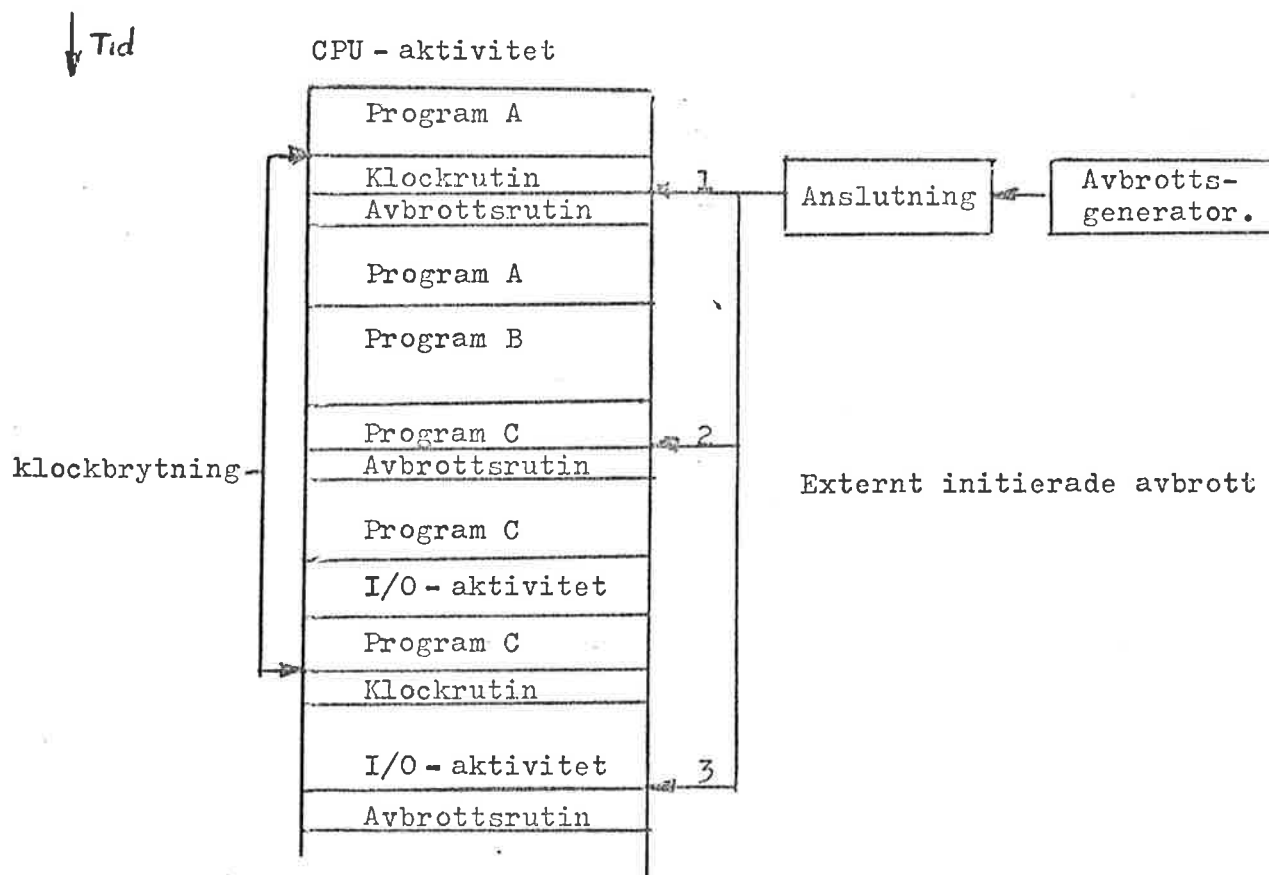 Tid
CPU - aktivitet
Program A
Klockrutin
1
Anslutning
Avbrotts-
generator.
Avbrottsrutin
Program A
Program B
Program C
2
Avbrottsrutin
klockbrytning
Externt initierade avbrott
Program C
I/O - aktivitet
Program C
Klockrutin
I/O - aktivitet
3
Avbrottsrutin